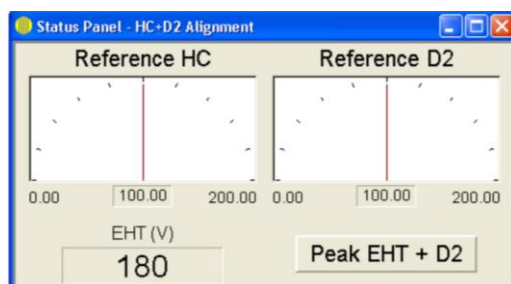 Status Panel - HC+D2 Alignment
Reference HC Reference D2
0.00 100.00 200.00 0.00 100.00 200.00
EHT (V)
180
Peak EHT + D2